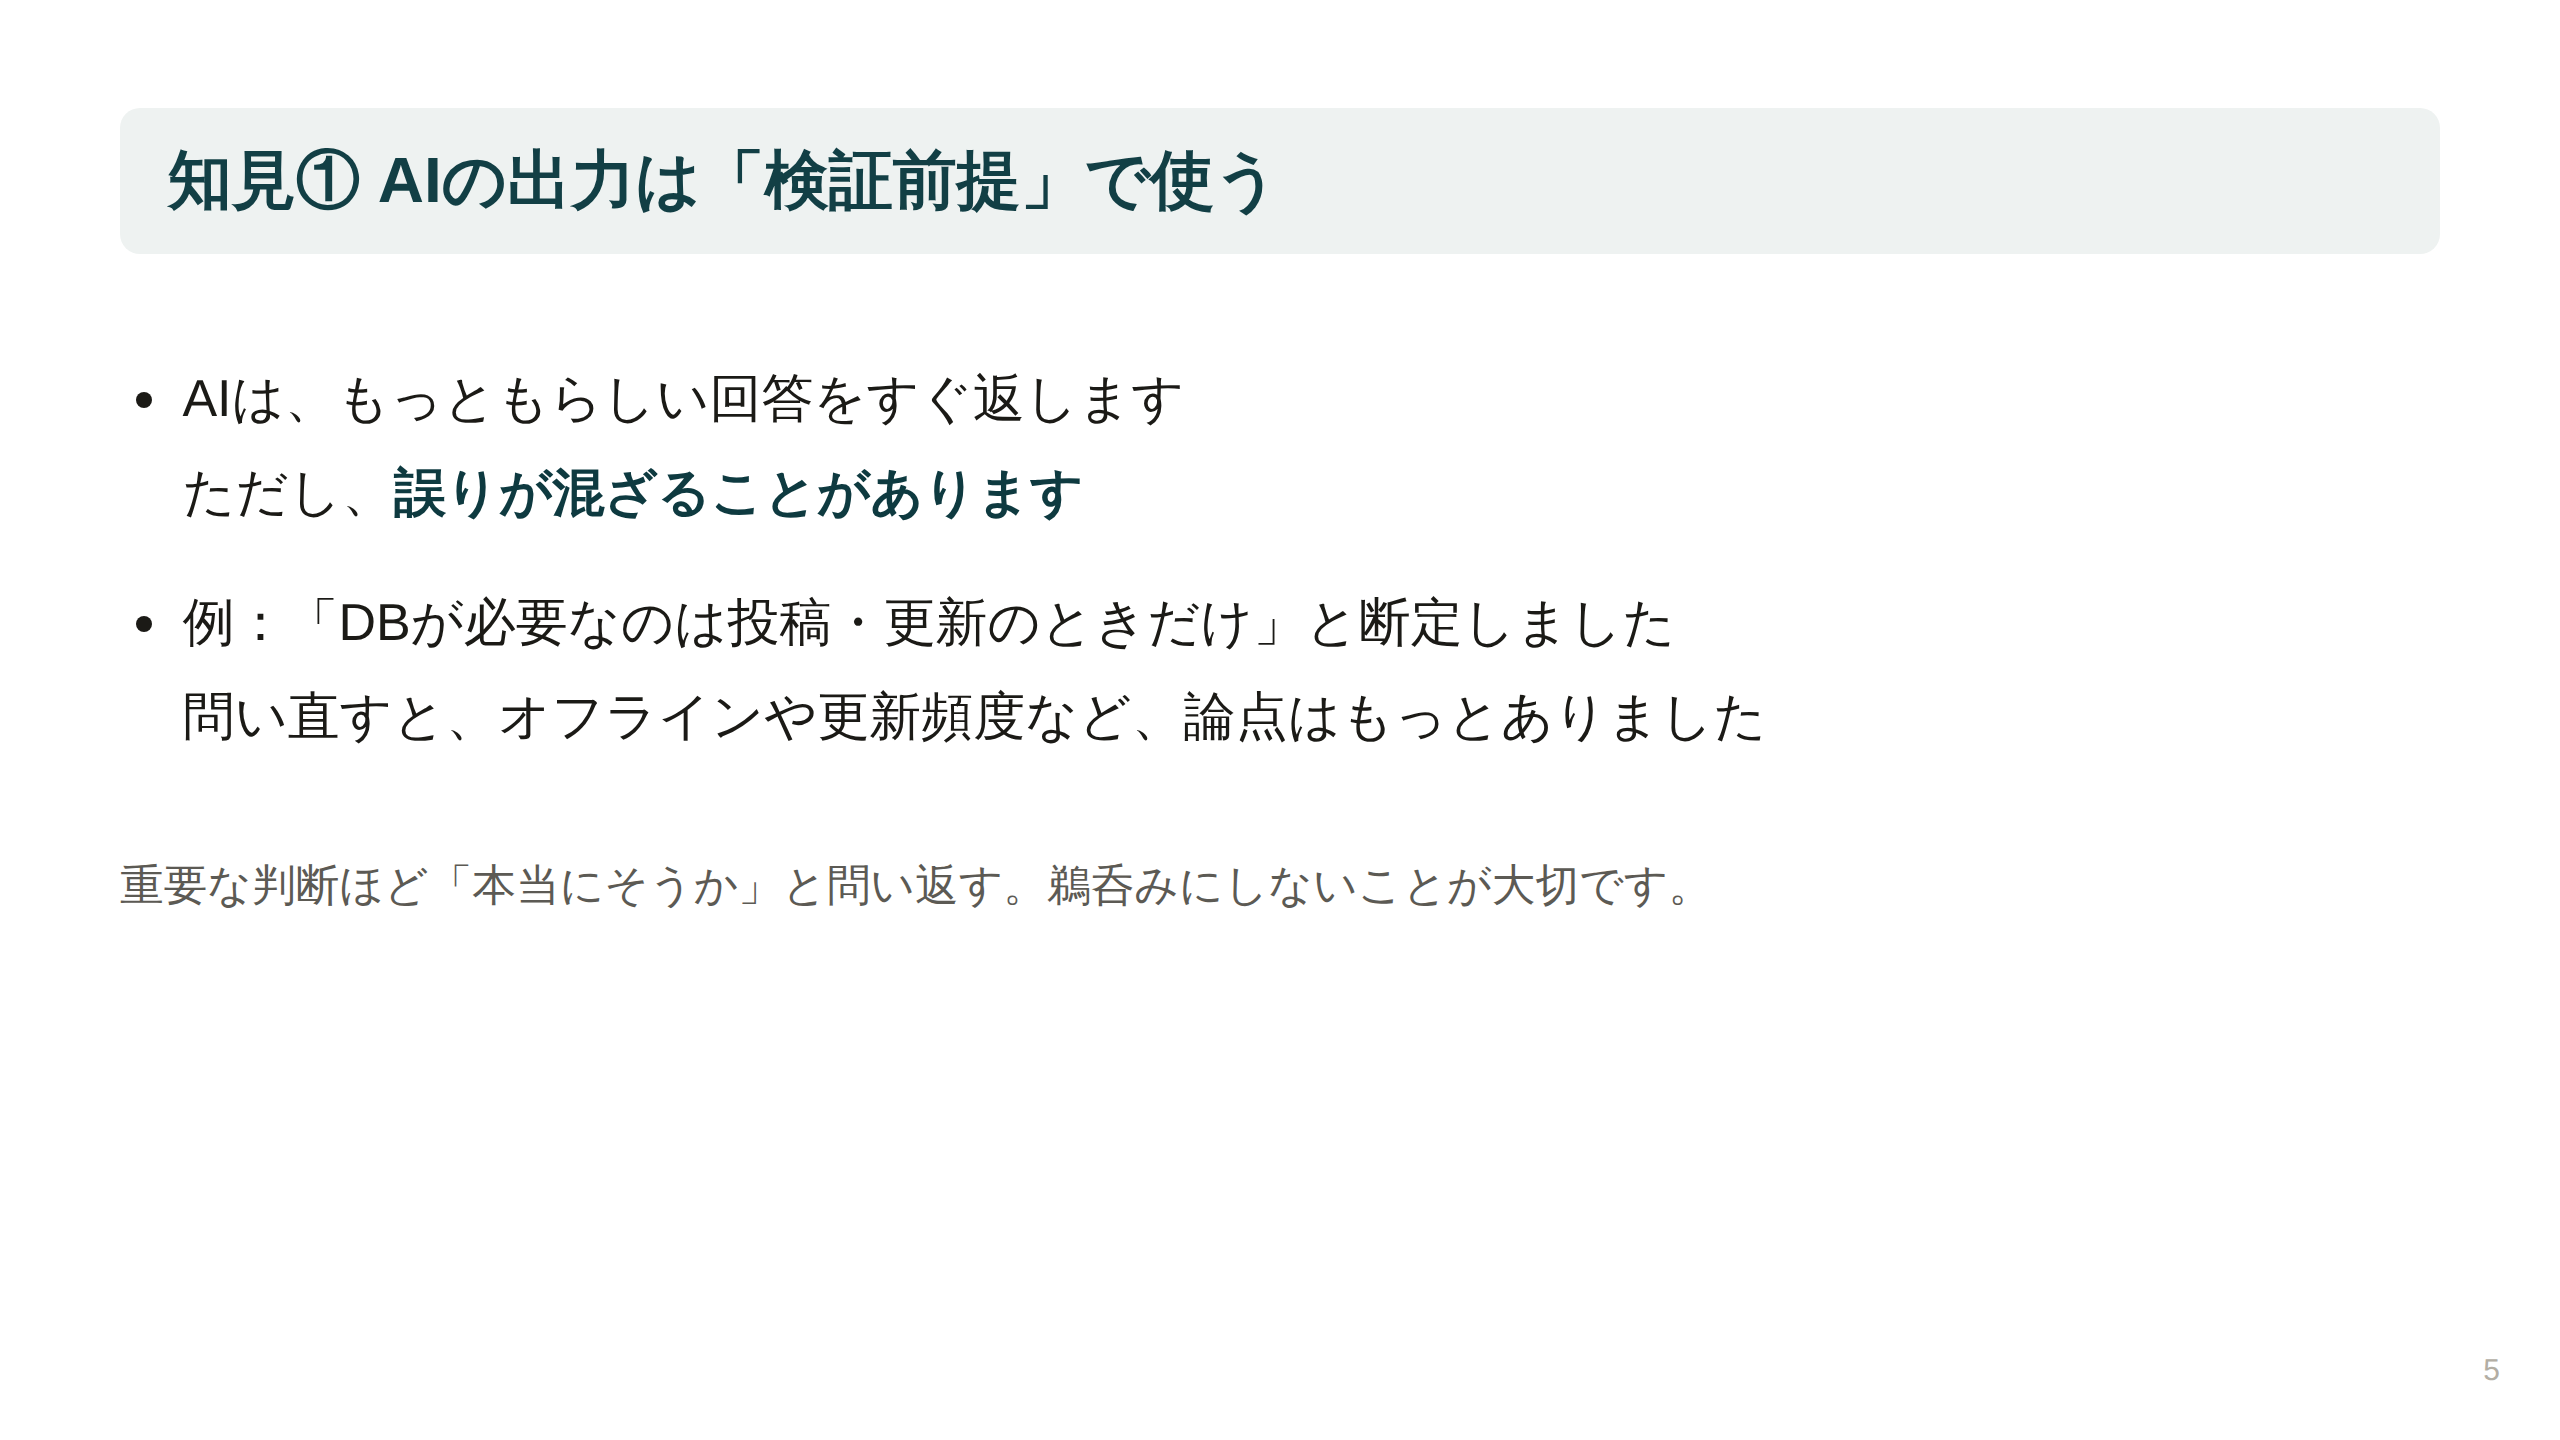 知見① AIの出力は「検証前提」で使う
• AIは、もっともらしい回答をすぐ返します
ただし、誤りが混ざることがあります
• 例：「DBが必要なのは投稿・更新のときだけ」と断定しました
問い直すと、オフラインや更新頻度など、論点はもっとありました
重要な判断ほど「本当にそうか」と問い返す。鵜呑みにしないことが大切です。
5